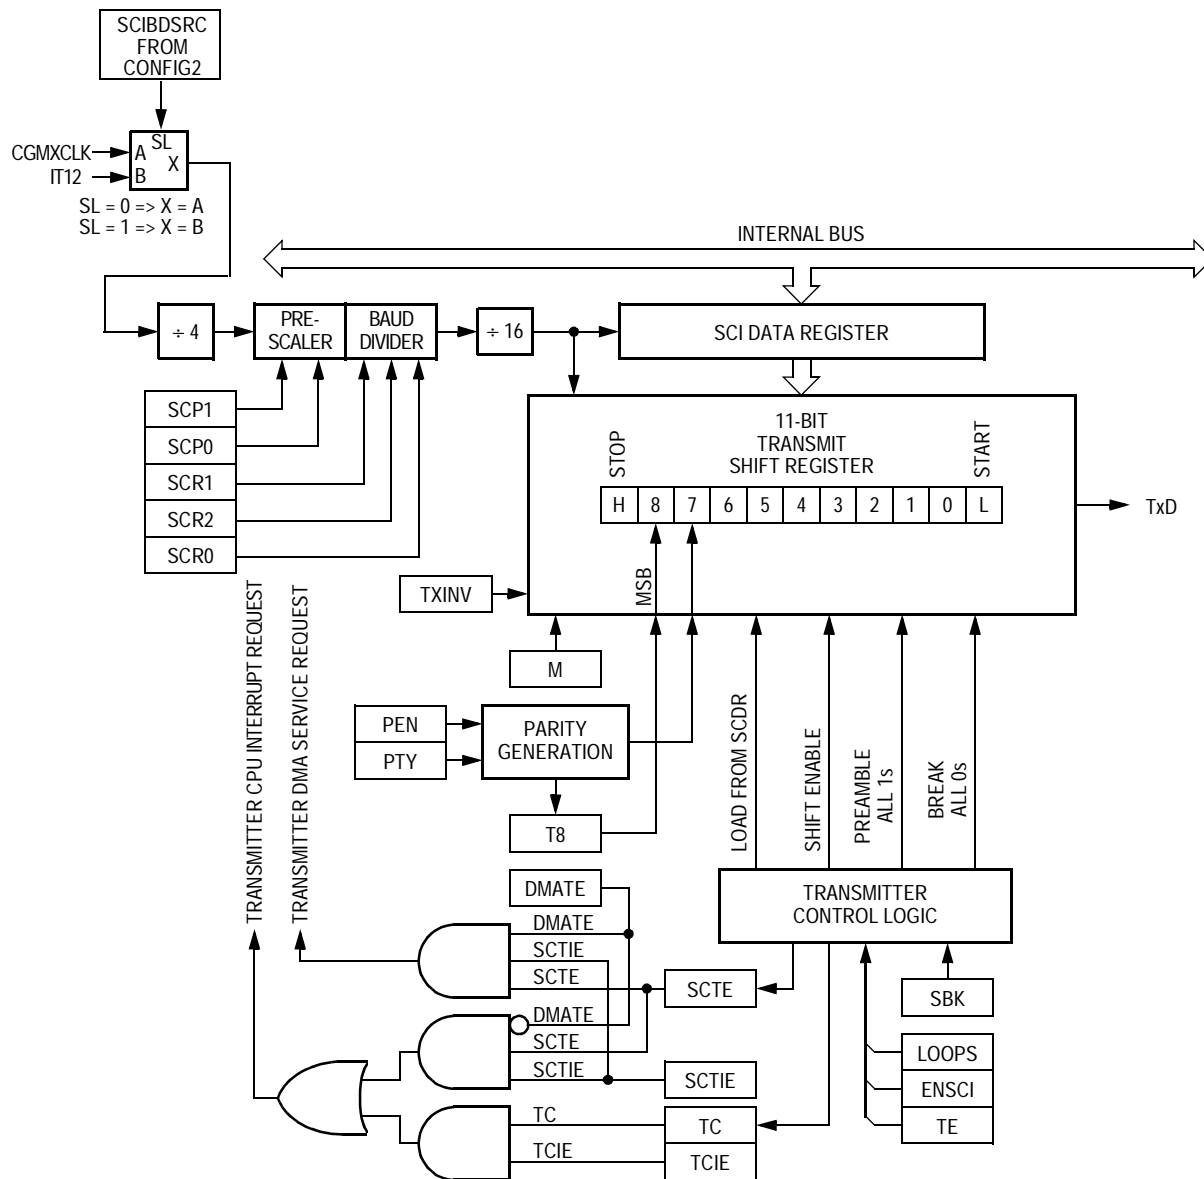 SCIBDSRC
FROM
CONFIG2
SL
CGMXCLK
A
X
IT12
B
SL = 0 => X = A
SL = 1 => X = B
INTERNAL BUS
÷ 4
PRE-
SCALER
BAUD
DIVIDER
÷ 16
SCI DATA REGISTER
SCP1
SCP0
SCR1
SCR2
SCR0
11-BIT
TRANSMIT
SHIFT REGISTER
STOP
START
H 8 7 6 5 4 3 2 1 0 L
TxD
MSB
TXINV
M
PEN
PTY
PARITY
GENERATION
T8
TRANSMITTER CPU INTERRUPT REQUEST
TRANSMITTER DMA SERVICE REQUEST
LOAD FROM SCDR
SHIFT ENABLE
PREAMBLE
ALL 1s
BREAK
ALL 0s
TRANSMITTER
CONTROL LOGIC
DMATE
DMATE
SCTIE
SCTE
SCTE
SBK
DMATE
SCTE
SCTIE
SCTIE
LOOPS
ENSCI
TE
TC
TC
TCIE
TCIE